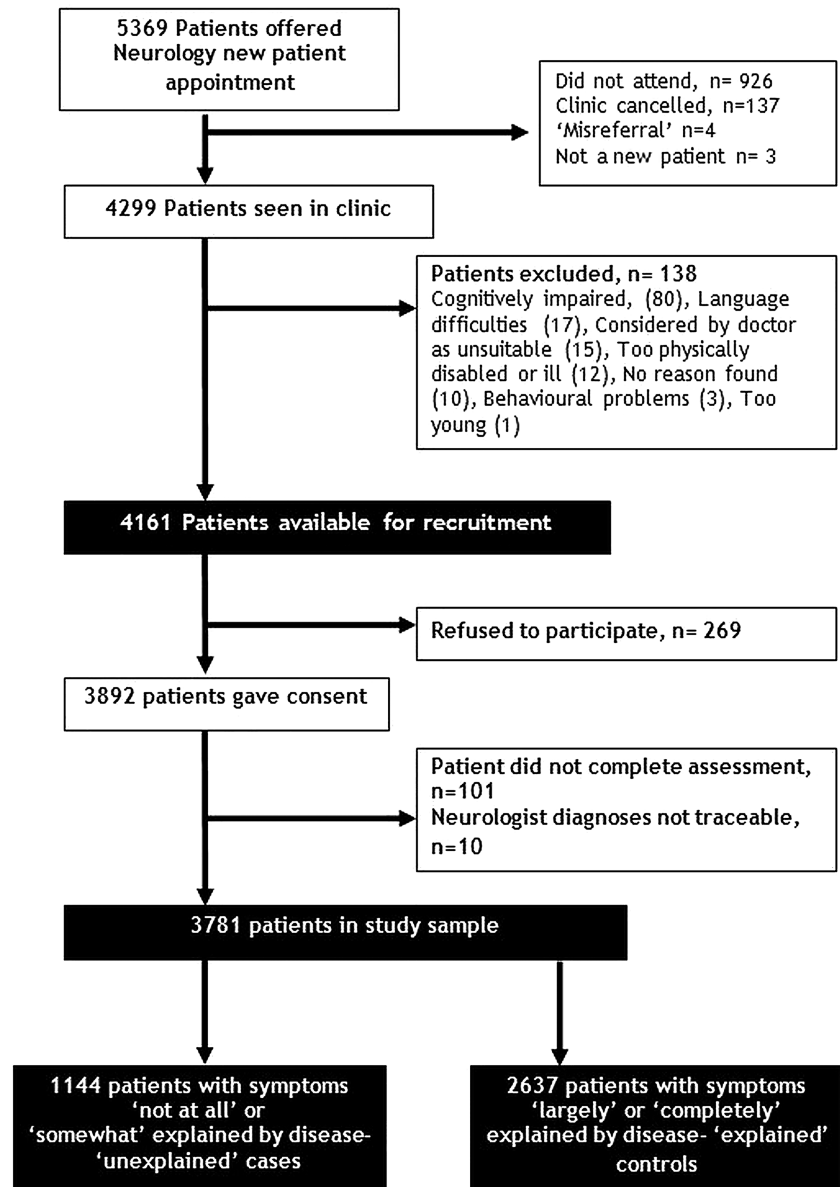 5369 Patients offered
Neurology new patient
appointment
Did not attend, n= 926
Clinic cancelled, n=137
‘Misreferral’ n=4
Not a new patient n= 3
4299 Patients seen in clinic
Patients excluded, n= 138
Cognitively impaired, (80), Language
difficulties (17), Considered by doctor
as unsuitable (15), Too physically
disabled or ill (12), No reason found
(10), Behavioural problems (3), Too
young (1)
4161 Patients available for recruitment
Refused to participate, n= 269
3892 patients gave consent
Patient did not complete assessment,
n=101
Neurologist diagnoses not traceable,
n=10
3781 patients in study sample
1144 patients with symptoms
‘not at all’ or
‘somewhat’ explained by disease-
‘unexplained’ cases
2637 patients with symptoms
‘largely’ or ‘completely’
explained by disease- ‘explained’
controls